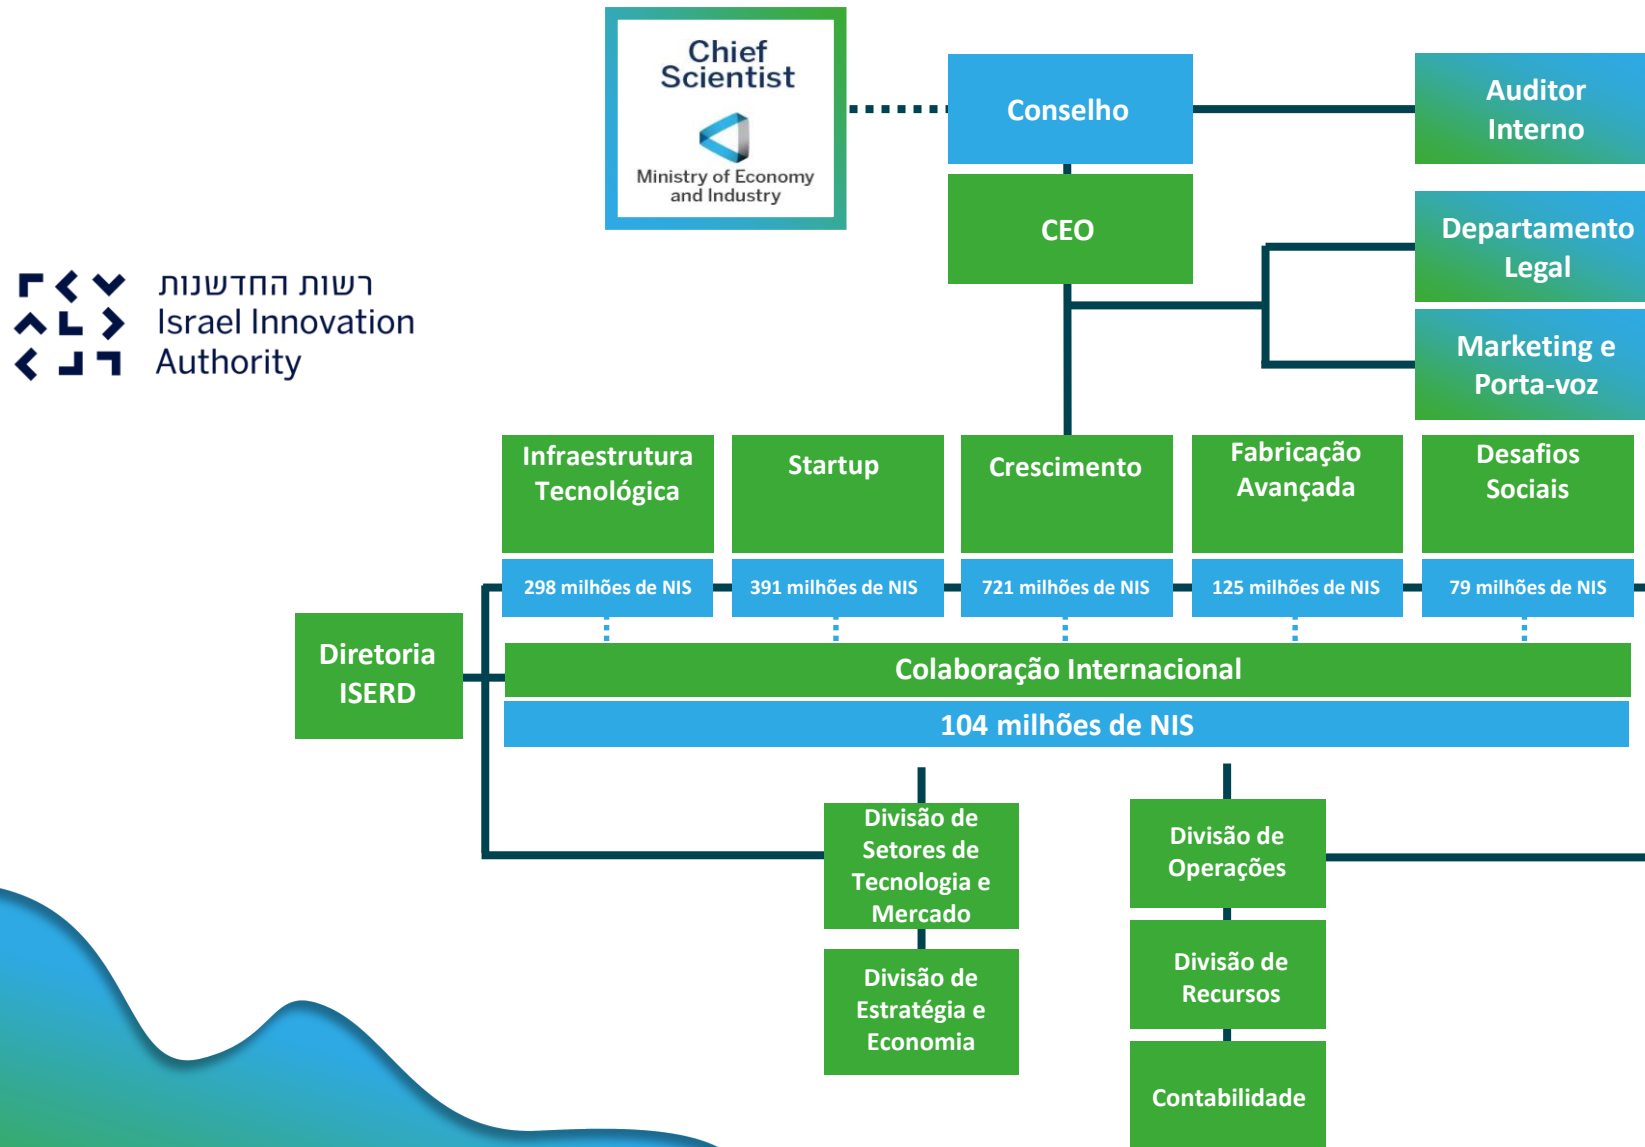 Chief
Scientist
Ministry of Economy
and Industry
Conselho
Auditor
Interno
CEO
Departamento
Legal
Marketing e
Porta-voz
רשות החדשנות
Israel Innovation
Authority
Infraestrutura
Tecnológica
Startup
Crescimento
Fabricação
Avançada
Desafios
Sociais
298 milhões de NIS
391 milhões de NIS
721 milhões de NIS
125 milhões de NIS
79 milhões de NIS
Diretoria
ISERD
Colaboração Internacional
104 milhões de NIS
Divisão de
Setores de
Tecnologia e
Mercado
Divisão de
Estratégia e
Economia
Divisão de
Operações
Divisão de
Recursos
Contabilidade